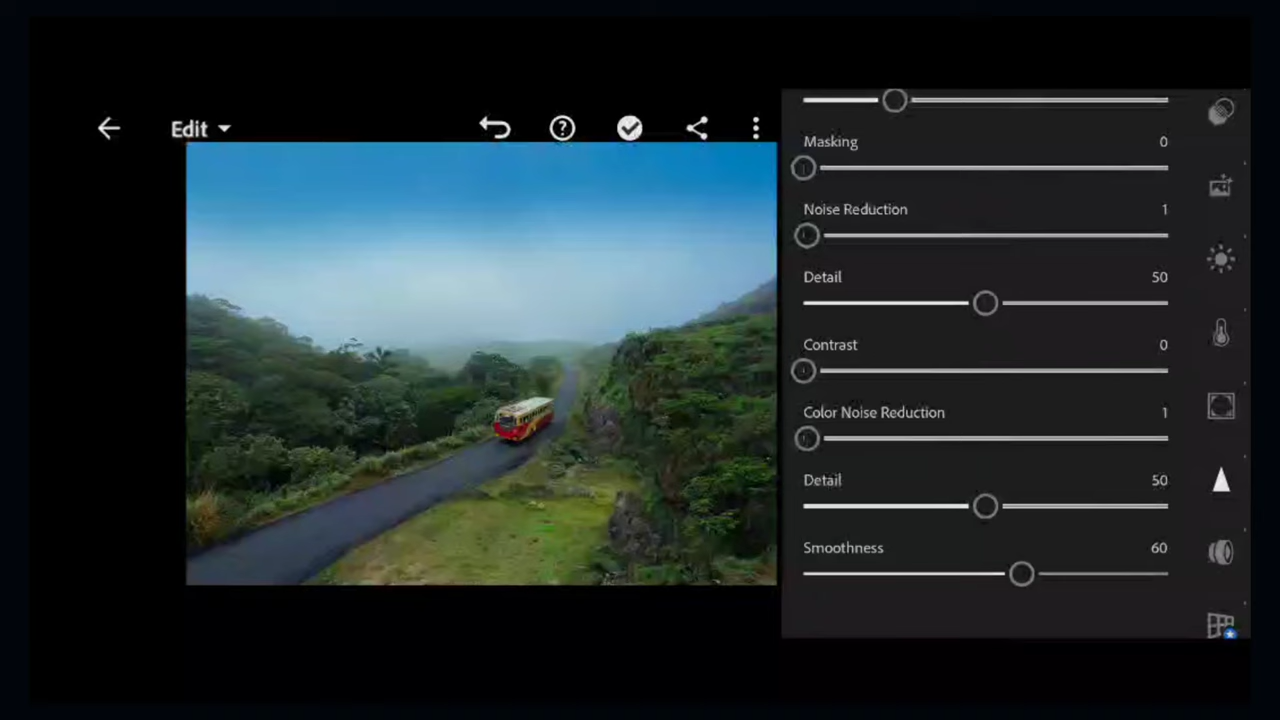 Edit
Masking 0
Noise Reduction 1
Detail 50
Contrast 0
Color Noise Reduction 1
Detail 50
Smoothness 60